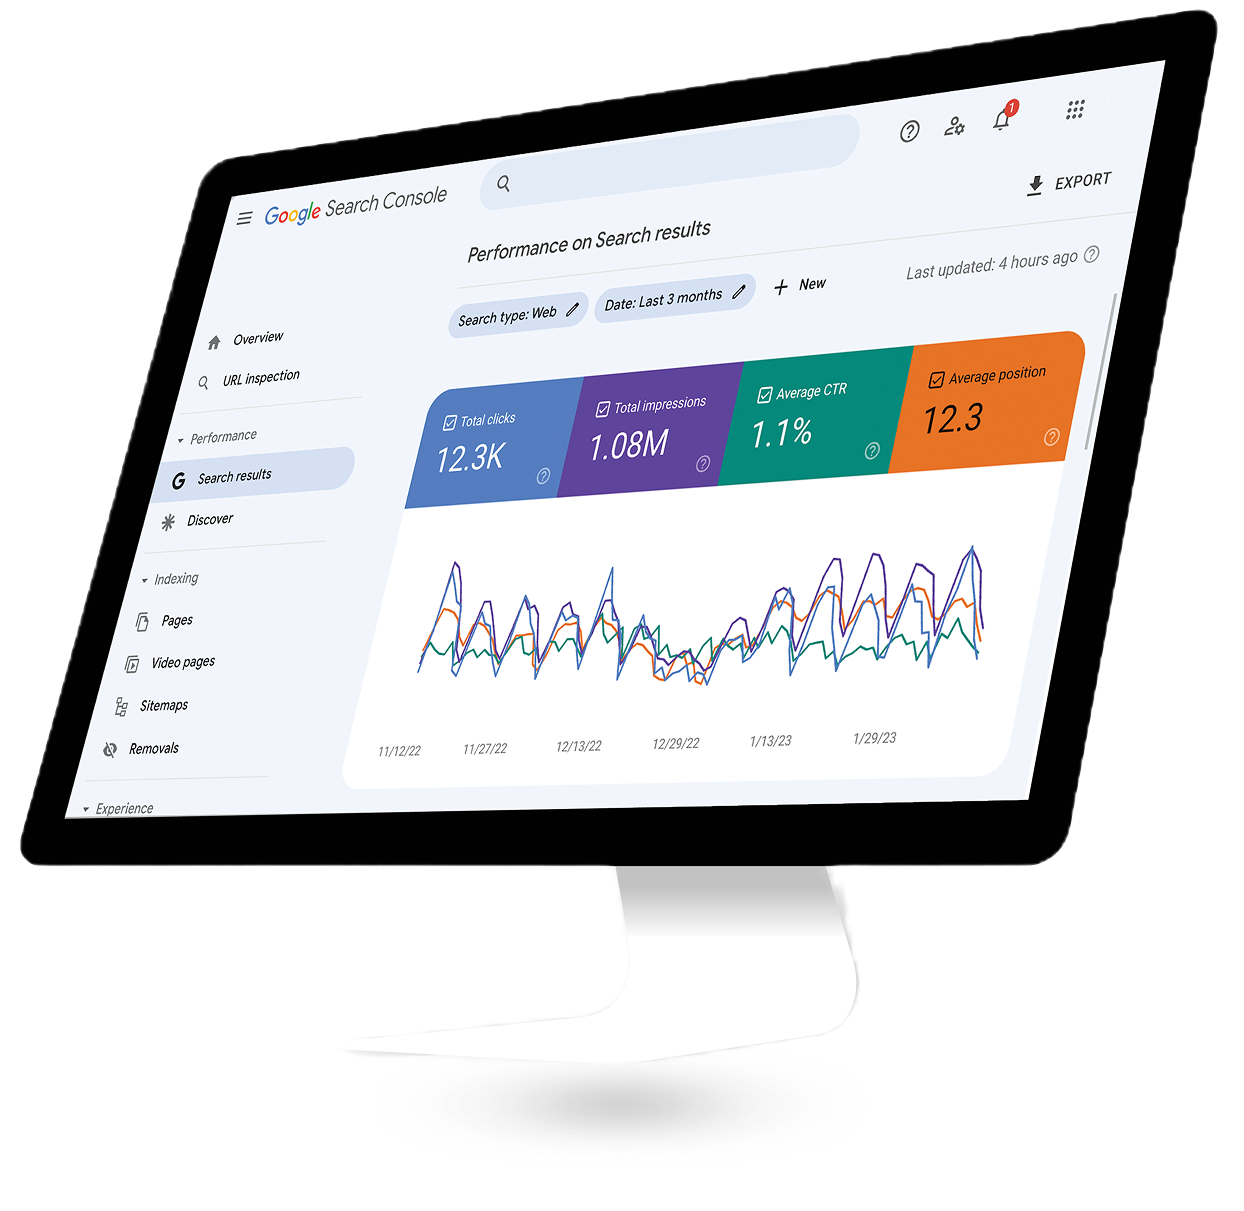 Google Search Console
1
EXPORT
Performance on Search results
Last updated: 4 hours ago
Search type: Web
Date: Last 3 months
+ New
Overview
URL inspection
Performance
Search results
Discover
Indexing
Pages
Video pages
Sitemaps
Removals
Experience
Total clicks
12.3K
Total impressions
1.08M
Average CTR
1.1%
Average position
12.3
11/12/22
11/27/22
12/13/22
12/29/22
1/13/23
1/29/23